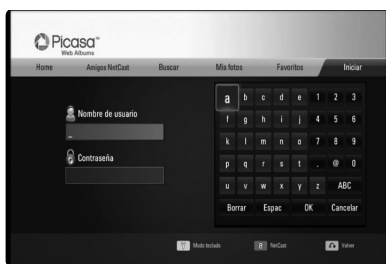 Picasa™
Web Albums
Home Amigos NetCast Buscar Mis fotos Favoritos Iniciar
Nombre de usuario
_
Contraseña
a b c d e 1 2 3
f g h i j 4 5 6
k l m n o 7 8 9
p q r s t . @ 0
u v w x y z ABC
Borrar Espac OK Cancelar
Modo teclado NetCast Volver